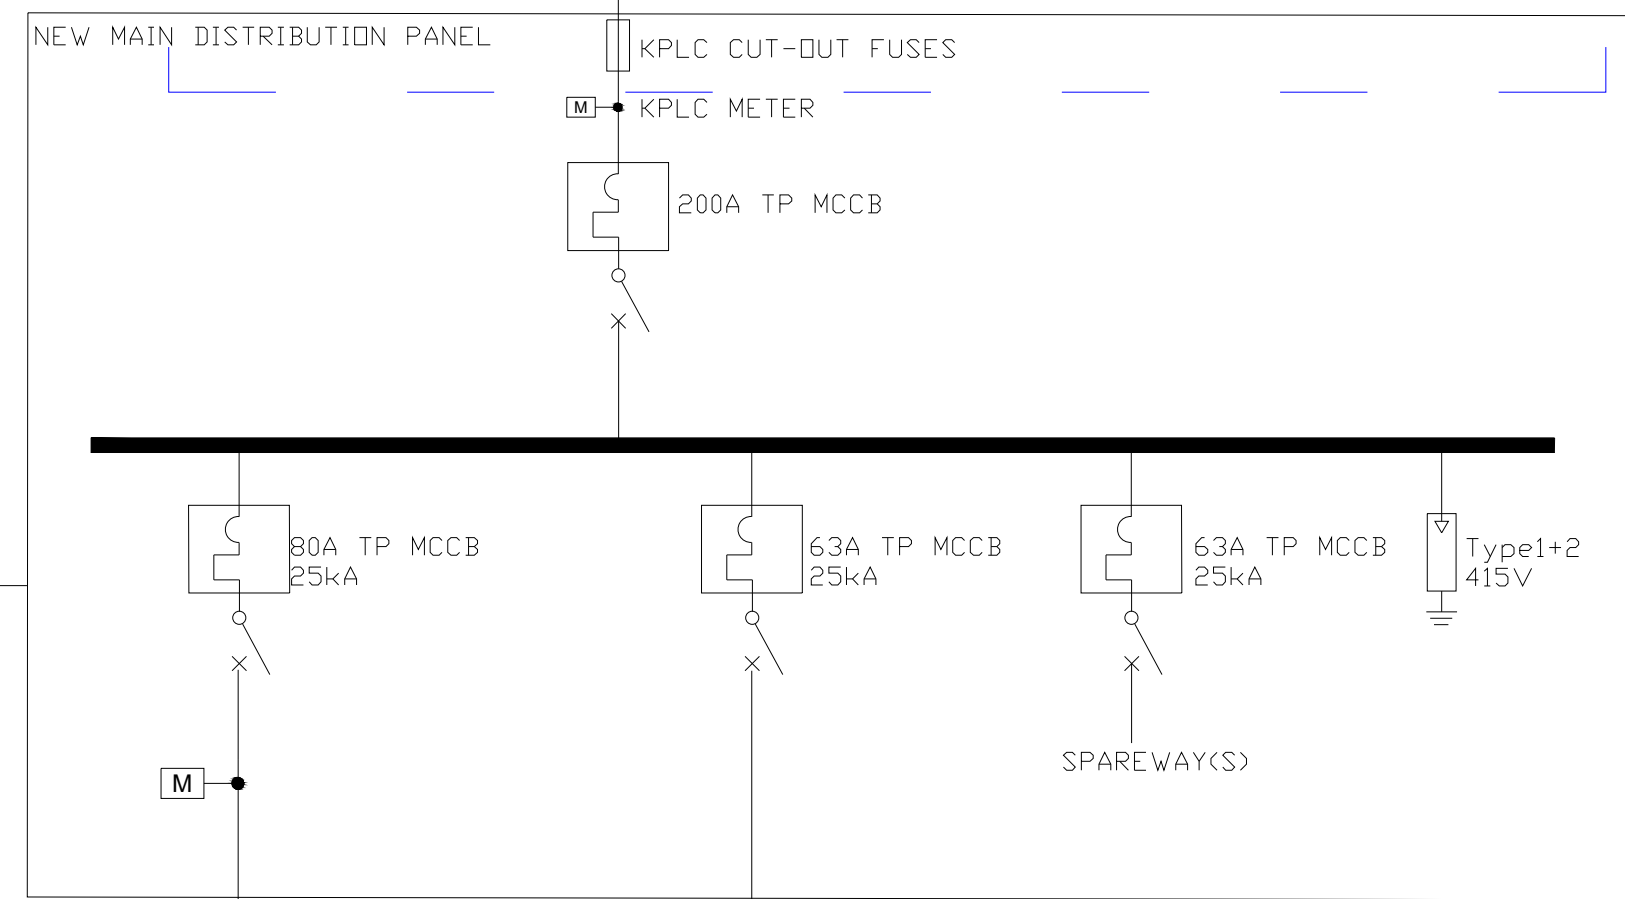 NEW MAIN DISTRIBUTION PANEL
KPLC CUT-OUT FUSES
M
KPLC METER
200A TP MCCB
80A TP MCCB
25kA
63A TP MCCB
25kA
63A TP MCCB
25kA
Type1+2
415V
SPAREWAY(S)
M